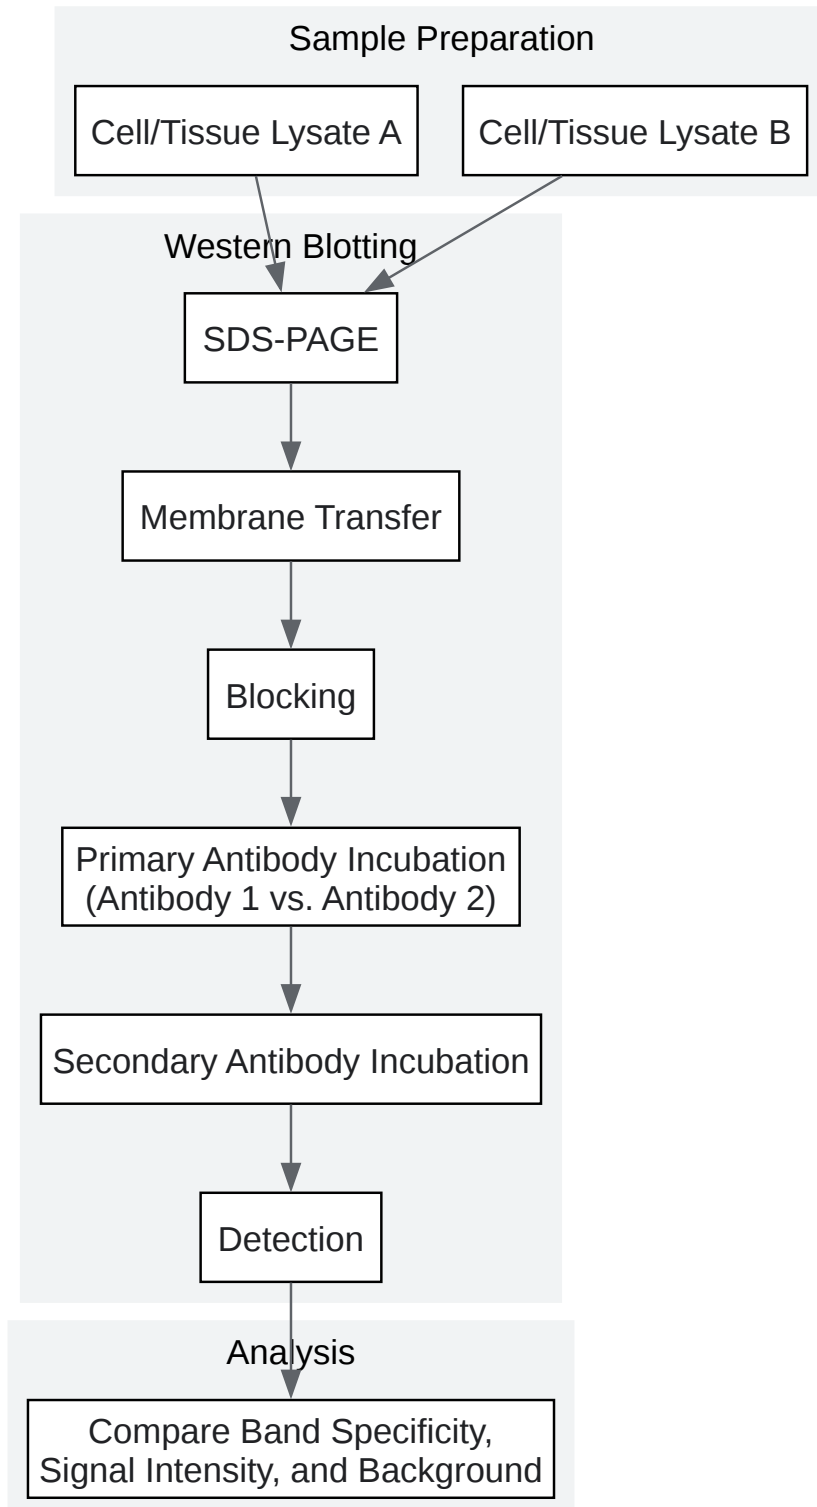 Sample Preparation
Cell/Tissue Lysate A
Cell/Tissue Lysate B
Western Blotting
SDS-PAGE
Membrane Transfer
Blocking
Primary Antibody Incubation
(Antibody 1 vs. Antibody 2)
Secondary Antibody Incubation
Detection
Analysis
Compare Band Specificity,
Signal Intensity, and Background